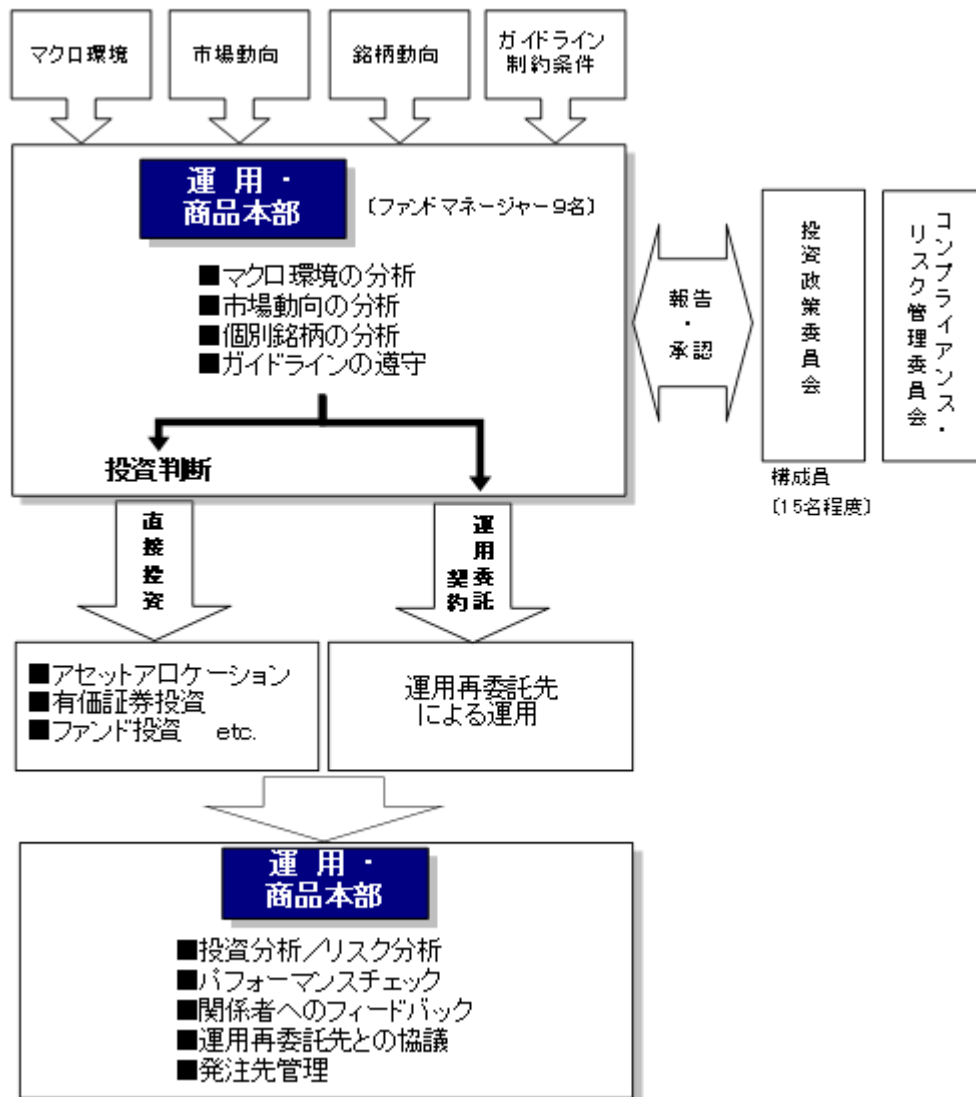 マクロ環境
市場動向
銘柄動向
ガイドライン
制約条件
運 用 ・
商品本部
〔ファンドマネージャー9名〕
■マクロ環境の分析
■市場動向の分析
■個別銘柄の分析
■ガイドラインの遵守
投資判断
報告
・
承認
投資政策委員会
コンプライアンス・
リスク管理委員会
構成員
〔15名程度〕
直接投資
運用委託
契約
■アセットアロケーション
■有価証券投資
■ファンド投資 etc.
運用再委託先
による運用
運 用 ・
商品本部
■投資分析／リスク分析
■パフォーマンスチェック
■関係者へのフィードバック
■運用再委託先との協議
■発注先管理